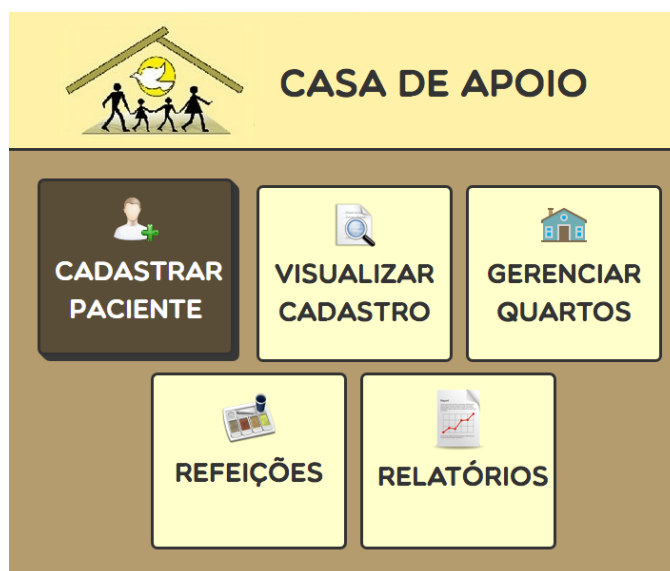 CASA DE APOIO
CADASTRAR
PACIENTE
VISUALIZAR
CADASTRO
GERENCIAR
QUARTOS
REFEIÇÕES
RELATÓRIOS